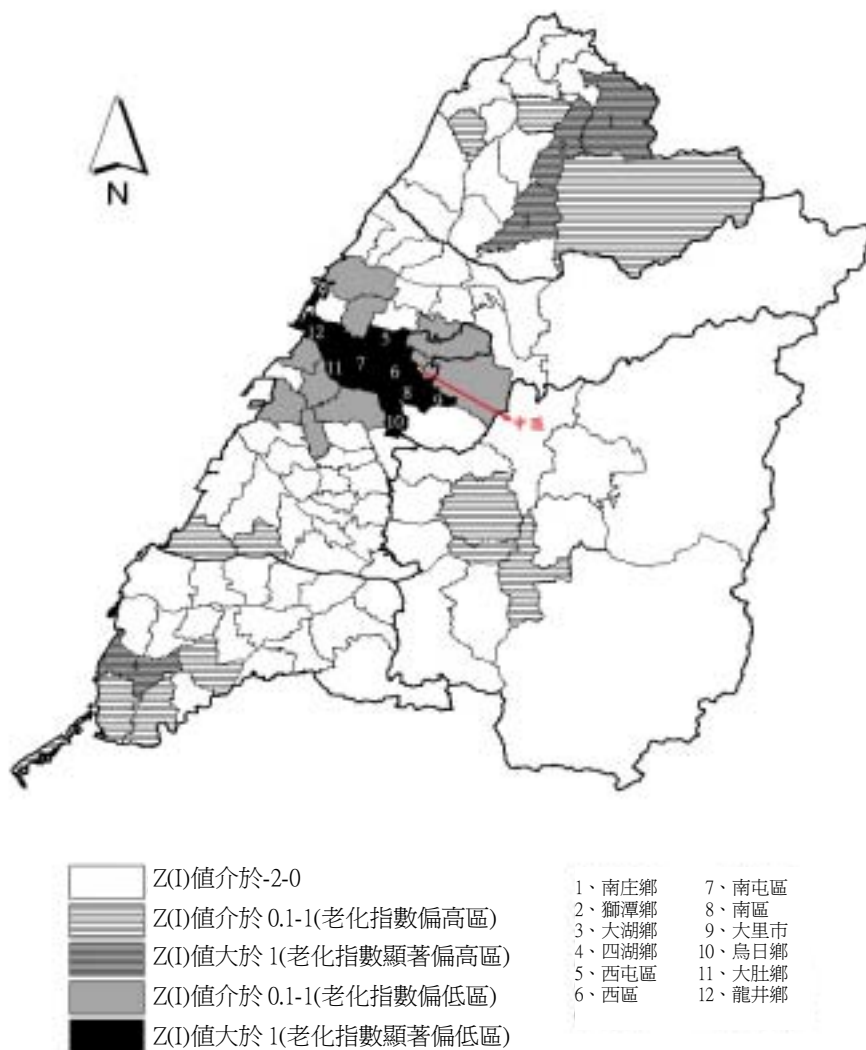 N
12
5
11
7
6
8
9
10
中區
Z(I)值介於-2-0
Z(I)值介於 0.1-1(老化指數偏高區)
Z(I)值大於 1(老化指數顯著偏高區)
Z(I)值介於 0.1-1(老化指數偏低區)
Z(I)值大於 1(老化指數顯著偏低區)
1、南庄鄉
2、獅潭鄉
3、大湖鄉
4、四湖鄉
5、西屯區
6、西區
7、南屯區
8、南區
9、大里市
10、烏日鄉
11、大肚鄉
12、龍井鄉